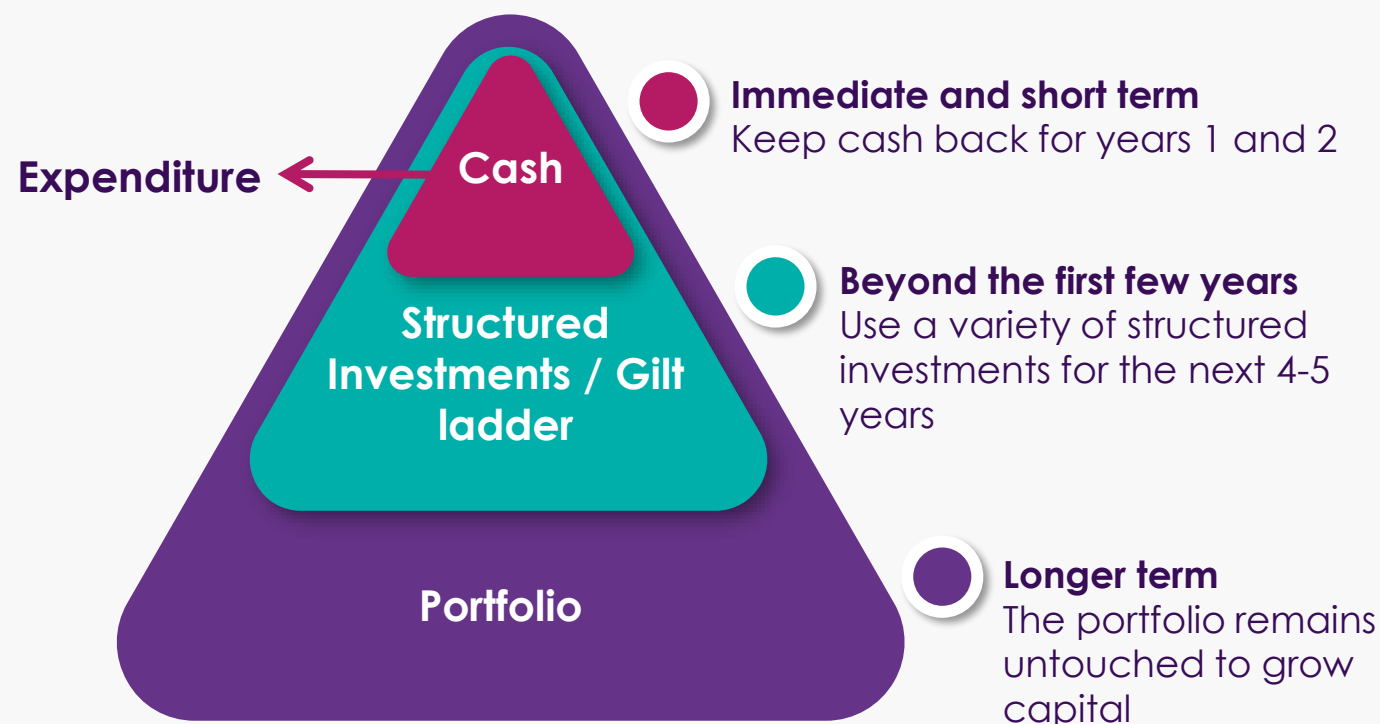 Immediate and short term
Keep cash back for years 1 and 2
Expenditure
Cash
Beyond the first few years
Use a variety of structured
investments for the next 4-5
years
Structured
Investments / Gilt
ladder
Longer term
The portfolio remains
untouched to grow
capital
Portfolio